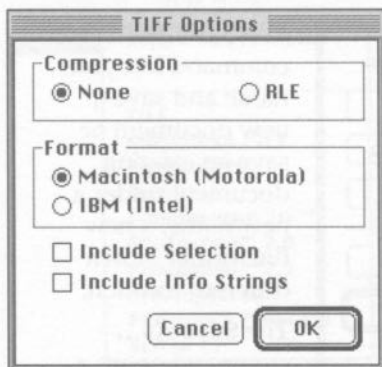 TIFF Options
Compression
None RLE
Format
Macintosh (Motorola)
IBM (Intel)
Include Selection
Include Info Strings
Cancel OK